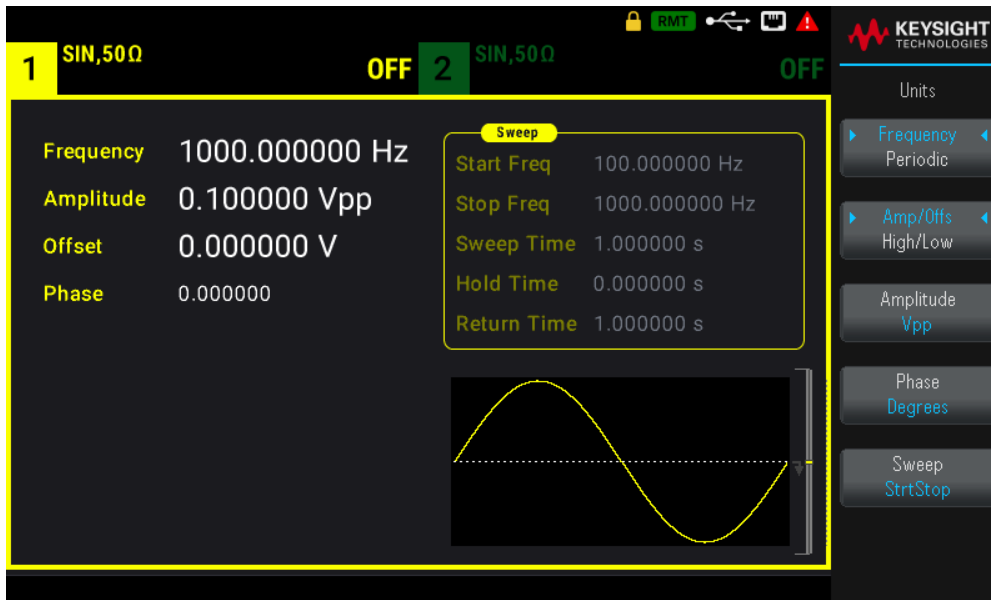 RMT
KEYSIGHT
TECHNOLOGIES
1 SIN,50Ω OFF
2 SIN,50Ω OFF
Units
Frequency 1000.000000 Hz
Amplitude 0.100000 Vpp
Offset 0.000000 V
Phase 0.000000
Sweep
Start Freq 100.000000 Hz
Stop Freq 1000.000000 Hz
Sweep Time 1.000000 s
Hold Time 0.000000 s
Return Time 1.000000 s
Frequency
Periodic
Amp/Offs
High/Low
Amplitude
Vpp
Phase
Degrees
Sweep
StrtStop